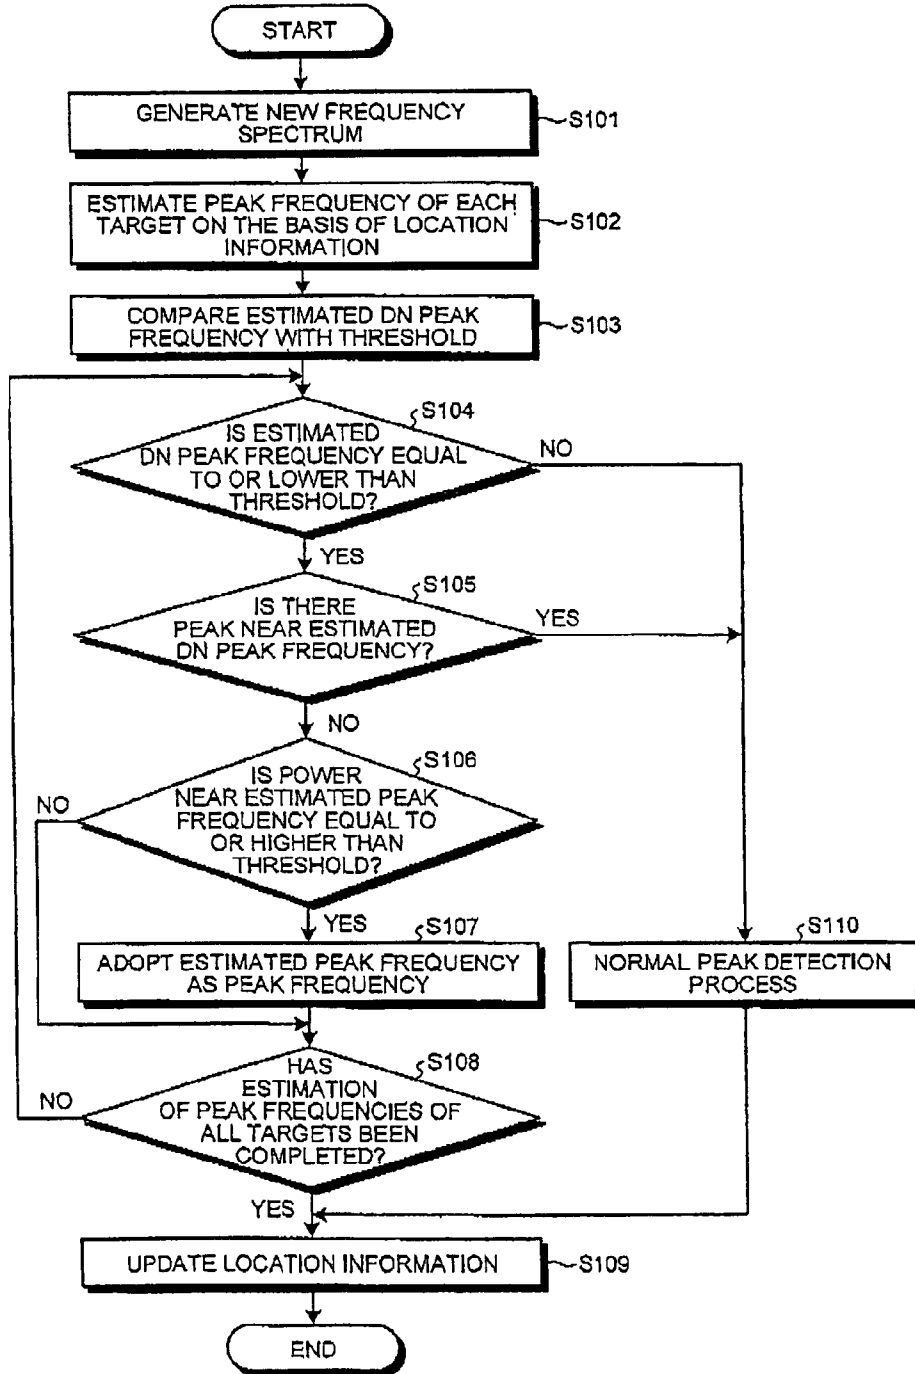 START
GENERATE NEW FREQUENCY
SPECTRUM
S101
ESTIMATE PEAK FREQUENCY OF EACH
TARGET ON THE BASIS OF LOCATION
INFORMATION
S102
COMPARE ESTIMATED DN PEAK
FREQUENCY WITH THRESHOLD
S103
S104
IS ESTIMATED
DN PEAK FREQUENCY EQUAL
TO OR LOWER THAN
THRESHOLD?
NO
YES
S105
IS THERE
PEAK NEAR ESTIMATED
DN PEAK FREQUENCY?
YES
NO
S106
IS POWER
NEAR ESTIMATED PEAK
FREQUENCY EQUAL TO
OR HIGHER THAN
THRESHOLD?
NO
YES
S107
ADOPT ESTIMATED PEAK FREQUENCY
AS PEAK FREQUENCY
S110
NORMAL PEAK DETECTION
PROCESS
S108
HAS
ESTIMATION
OF PEAK FREQUENCIES OF
ALL TARGETS BEEN
COMPLETED?
NO
YES
UPDATE LOCATION INFORMATION
S109
END